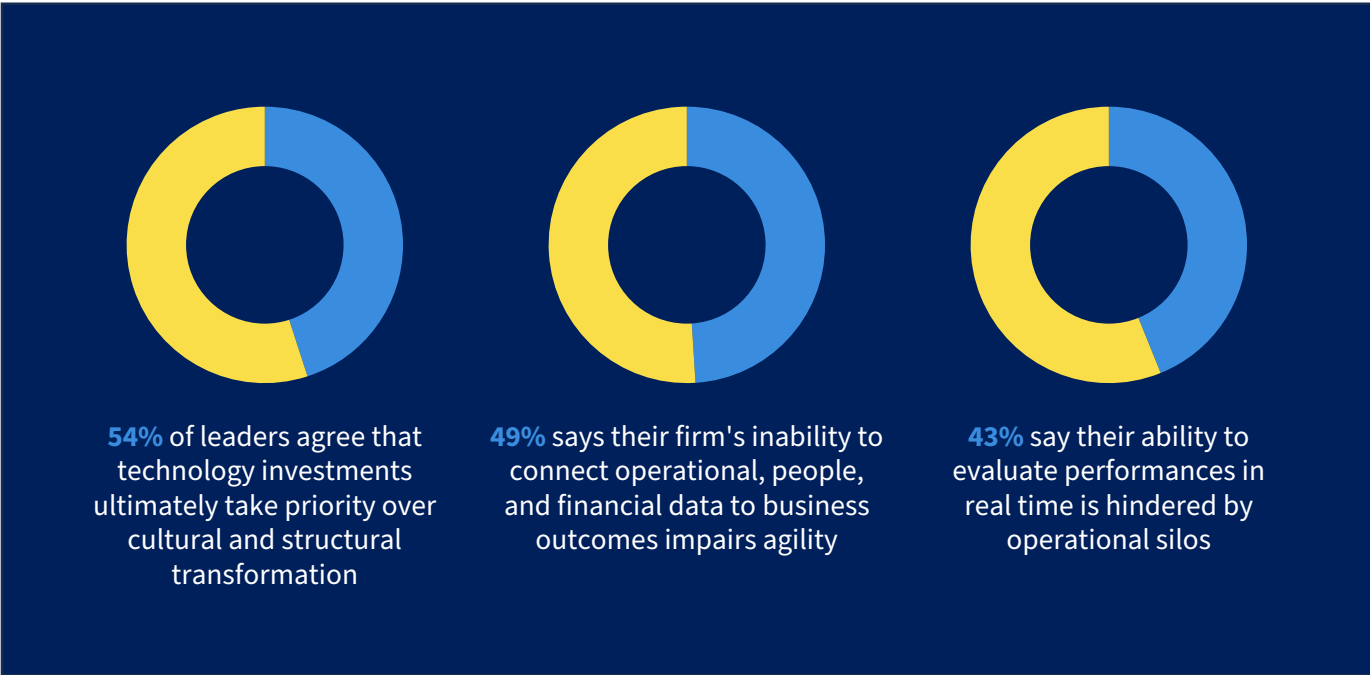 54% of leaders agree that
technology investments
ultimately take priority over
cultural and structural
transformation
49% says their firm's inability to
connect operational, people,
and financial data to business
outcomes impairs agility
43% say their ability to
evaluate performances in
real time is hindered by
operational silos